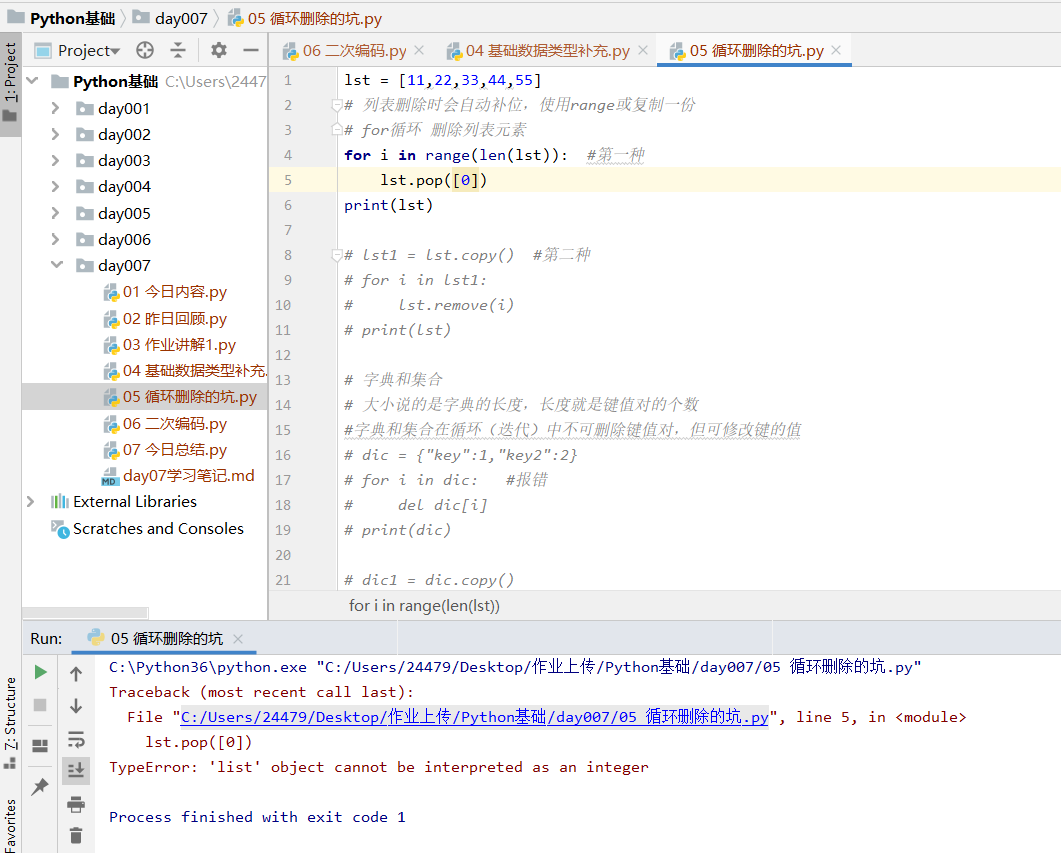 Python基础 day007 05 循环删除的坑.py
1: Project
Project
06 二次编码.py
04 基础数据类型补充.py
05 循环删除的坑.py
Python基础 C:\Users\24477
day001
day002
day003
day004
day005
day006
day007
01 今日内容.py
02 昨日回顾.py
03 作业讲解1.py
04 基础数据类型补充.
05 循环删除的坑.py
06 二次编码.py
07 今日总结.py
day07学习笔记.md
External Libraries
Scratches and Consoles
1 lst = [11,22,33,44,55]
2 # 列表删除时会自动补位，使用range或复制一份
3 # for循环 删除列表元素
4 for i in range(len(lst)): #第一种
5 lst.pop([0])
6 print(lst)
7
8 # lst1 = lst.copy() #第二种
9 # for i in lst1:
10 # lst.remove(i)
11 # print(lst)
12
13 # 字典和集合
14 # 大小说的是字典的长度，长度就是键值对的个数
15 #字典和集合在循环（迭代）中不可删除键值对，但可修改键的值
16 # dic = {"key":1,"key2":2}
17 # for i in dic: #报错
18 # del dic[i]
19 # print(dic)
20
21 # dic1 = dic.copy()
for i in range(len(lst))
Run: 05 循环删除的坑
C:\Python36\python.exe "C:/Users/24479/Desktop/作业上传/Python基础/day007/05 循环删除的坑.py"
Traceback (most recent call last):
File "C:/Users/24479/Desktop/作业上传/Python基础/day007/05 循环删除的坑.py", line 5, in <module>
lst.pop([0])
TypeError: 'list' object cannot be interpreted as an integer
Process finished with exit code 1
Z: Structure
Favorites